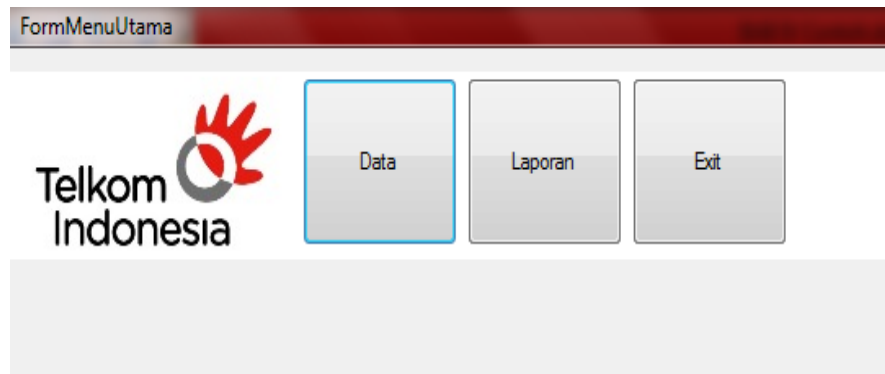 FormMenuUtama
Telkom
Indonesia
Data
Laporan
Exit